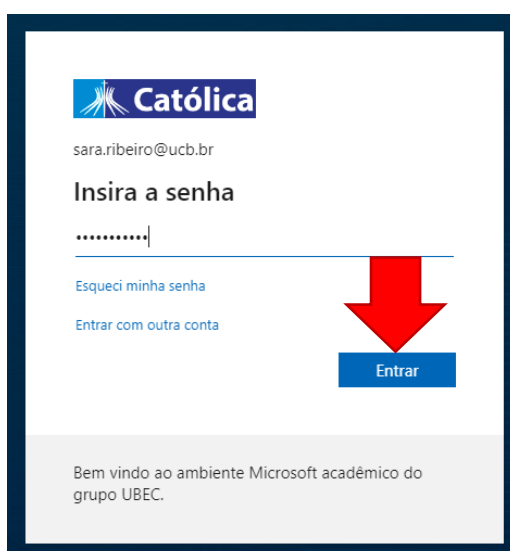 Católica
sara.ribeiro@ucb.br
Insira a senha
•••••••••••
Esqueci minha senha
Entrar com outra conta
Entrar
Bem vindo ao ambiente Microsoft acadêmico do
grupo UBEC.